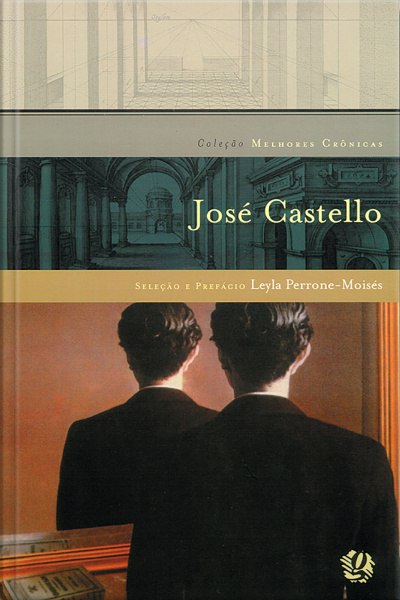 Coleção MELHORES CRÔNICAS
José Castello
SELEÇÃO E PREFÁCIO Leyla Perrone-Moisés